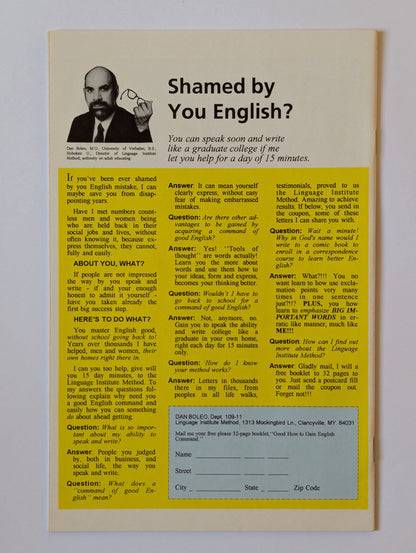 Shamed by
You English?
Dan Boleo, M.D., University of Verbatim, B.S.,
Hoboken U., Director of Linguage Institute
Method, authority on adult educating.
You can speak soon and write
like a graduate college if me
let you help for a day of 15 minutes.
If you've been ever shamed
by you English mistake, I can
maybe save you from disap-
pointing years.
Have I met numbers count-
less men and women being
who are held back in their
social jobs and lives, without
often knowing it, because ex-
press themselves, they cannot,
fully and easily.
ABOUT YOU, WHAT?
If people are not impressed
the way by you speak and
write - if and your enough
honest to admit it yourself -
have you taken already the
first big success step.
HERE'S TO DO WHAT?
You master English good,
without school going back to!
Years over thousands I have
helped, men and women, their
own homes right there in.
I can you too help, give will
you 15 day minutes, to the
Linguage Institute Method. To
my answers the questions fol-
lowing explain why need you
a good English command and
easily how you can something
do about getting it.
Question: What is so impor-
tant about my ability to
speak and write?
Answer: People you judged
by, both in business, and
social life, the way you
speak and write.
Question: What does a
"command of good En-
glish" mean?
Answer: It can mean yourself
clearly express, without easy
fear of making embarrassed
mistakes.
Question: Are there other ad-
vantages to be gained by
acquiring a command of
good English?
Answer: Yes! "Tools of
thought" are words actually!
Learn you the more about
words and use them how to
your ideas, form and express,
becomes your thinking better.
Question: Wouldn't I have to
go back to school for a
command of good English?
Answer: Not, anymore, no.
Gain you to speak the ability
and write college like a
graduate in your own home,
right each day for 15 minutes
only.
Question: How do I know
your method works?
Answer: Letters in thousands
there in my files, from
peoples in all life walks,
testimonials, proved to us
the Linguage Institute
Method. Amazing to achieve
results. If below, you send in
the coupon, some of these
letters I can share you with.
Question: Wait a minute!
Why in God's name would I
write to a comic book to
enroll in a correspondence
course to learn better En-
glish?
Answer: What?!!! You no
want learn to how use excla-
mation points very many
times in one sentence
just?!!? PLUS, you how
learn to emphasize BIG IM-
PORTANT WORDS in er-
ratic like manner, much like
ME!!!
Question: How can I find out
more about the Linguage
Institute Method?
Answer: Gladly mail, I will a
free booklet 32 pages to
you. Just send a postcard fill
or mail the coupon out.
Forget not!!!
DAN BOLEO, Dept. 109-11
Linguage Institute Method, 1313 Mockingbird Ln., Clancyville, MY. 84031
Mail me your free please 32-page booklet, "Good How to Gain English
Command."
Name
Street
City State Zip Code